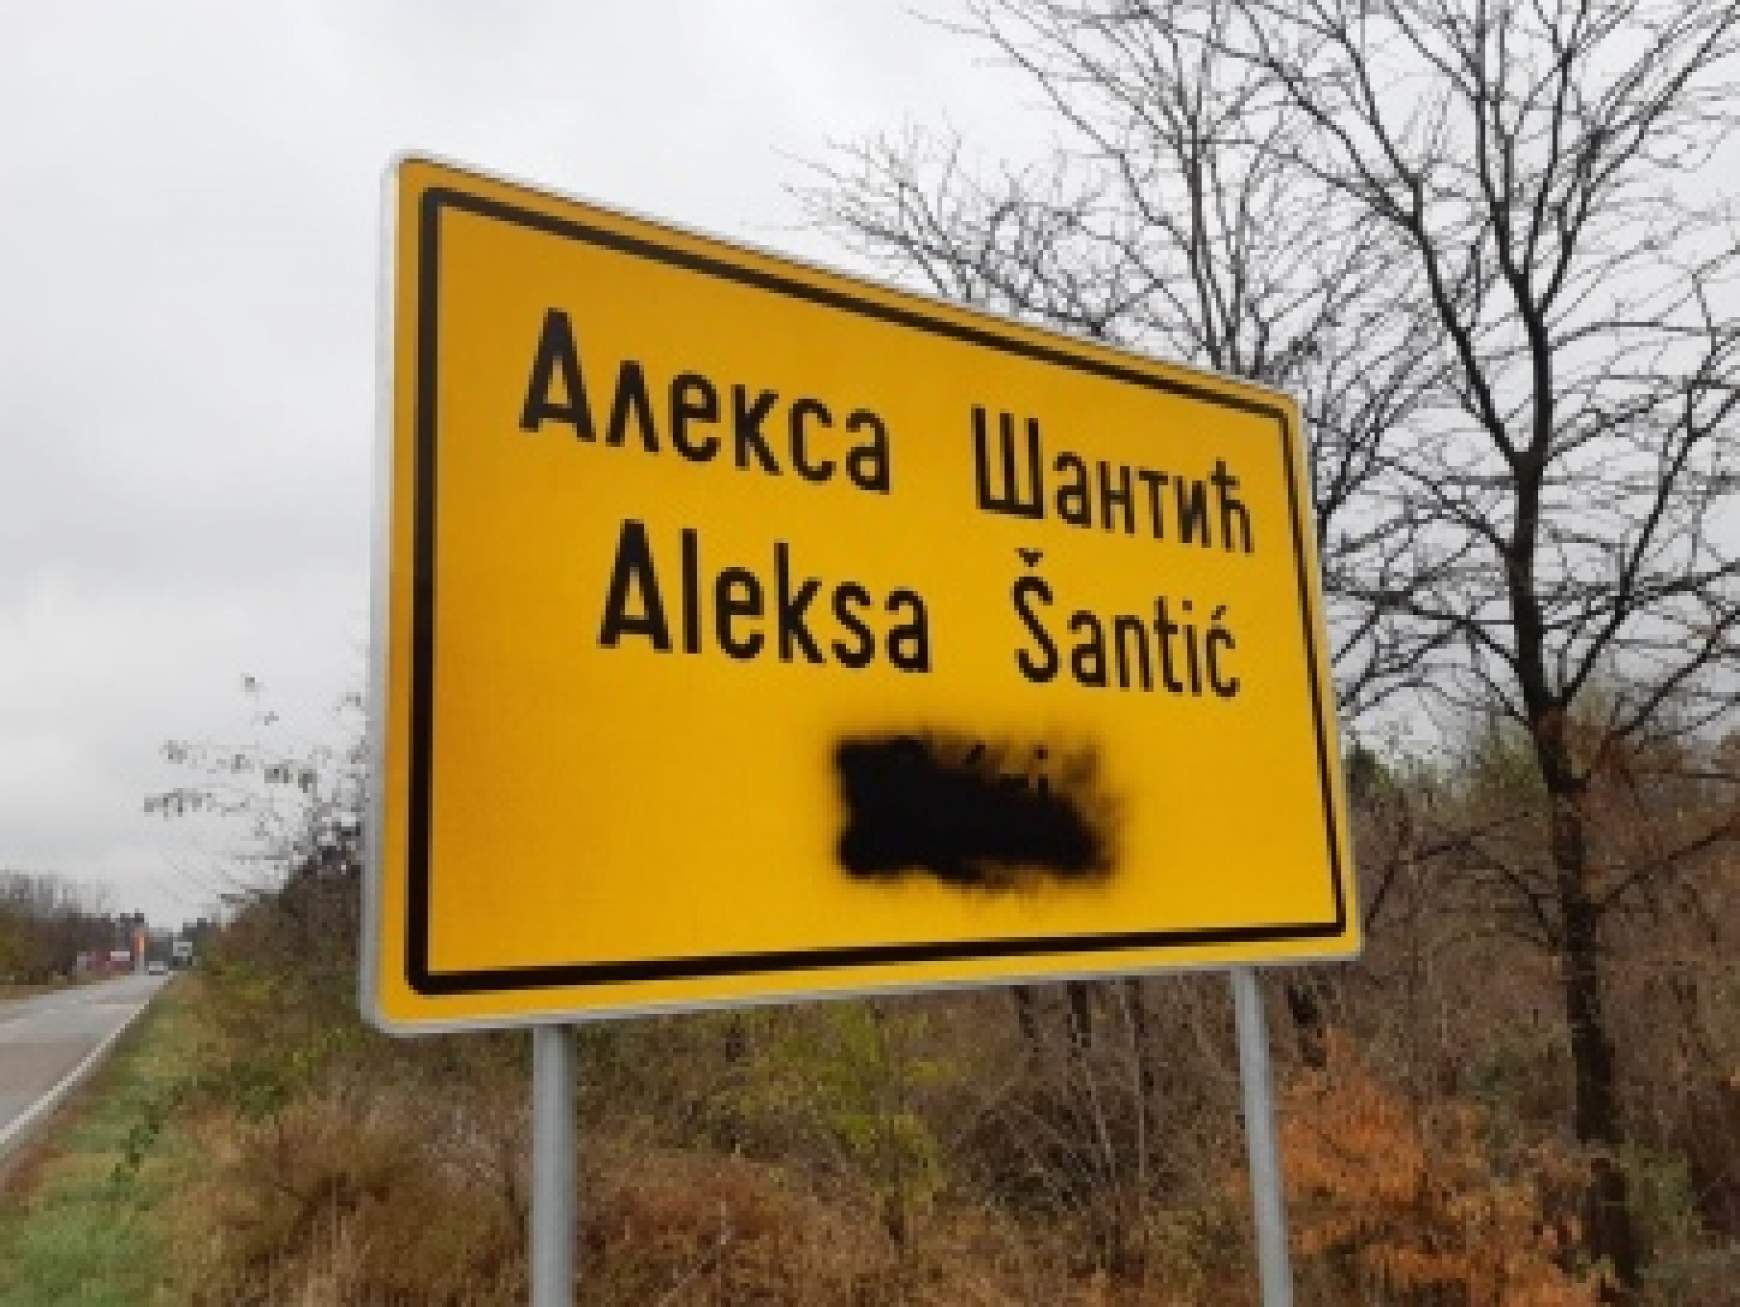 Алекса Шантић
Aleksa Šantić